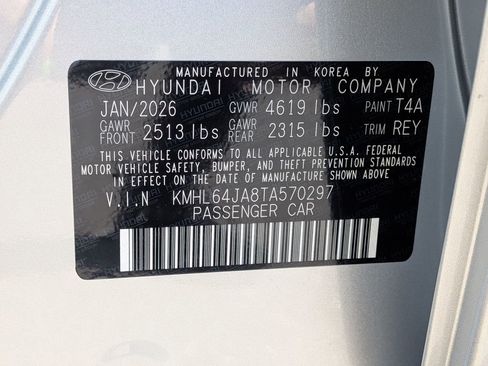 MANUFACTURED IN KOREA BY
HYUNDAI MOTOR COMPANY
JAN/2026 GVWR 4619 lbs PAINT T4A
GAWR FRONT 2513 lbs GAWR REAR 2315 lbs TRIM REY
THIS VEHICLE CONFORMS TO ALL APPLICABLE U.S.A. FEDERAL
MOTOR VEHICLE SAFETY, BUMPER, AND THEFT PREVENTION STANDARDS
IN EFFECT ON THE DATE OF MANUFACTURE SHOWN ABOVE
V.I.N KMHL64JA8TA570297
PASSENGER CAR